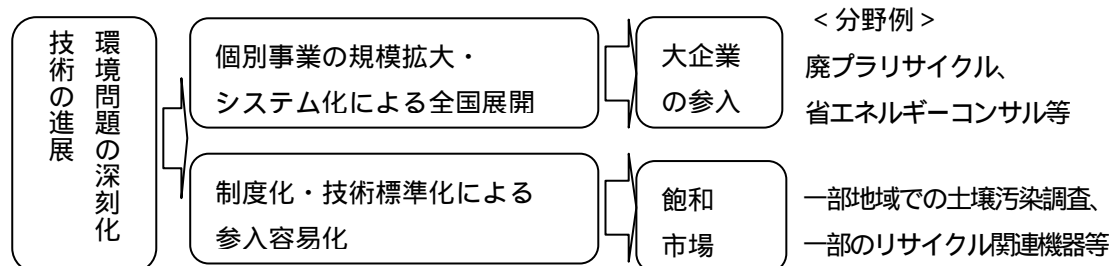 環境問題の深刻化
技術の進展
個別事業の規模拡大・
システム化による全国展開
大企業
の参入
＜分野例＞
廃プラリサイクル、
省エネルギーコンサル等
制度化・技術標準化による
参入容易化
飽和
市場
一部地域での土壌汚染調査、
一部のリサイクル関連機器等